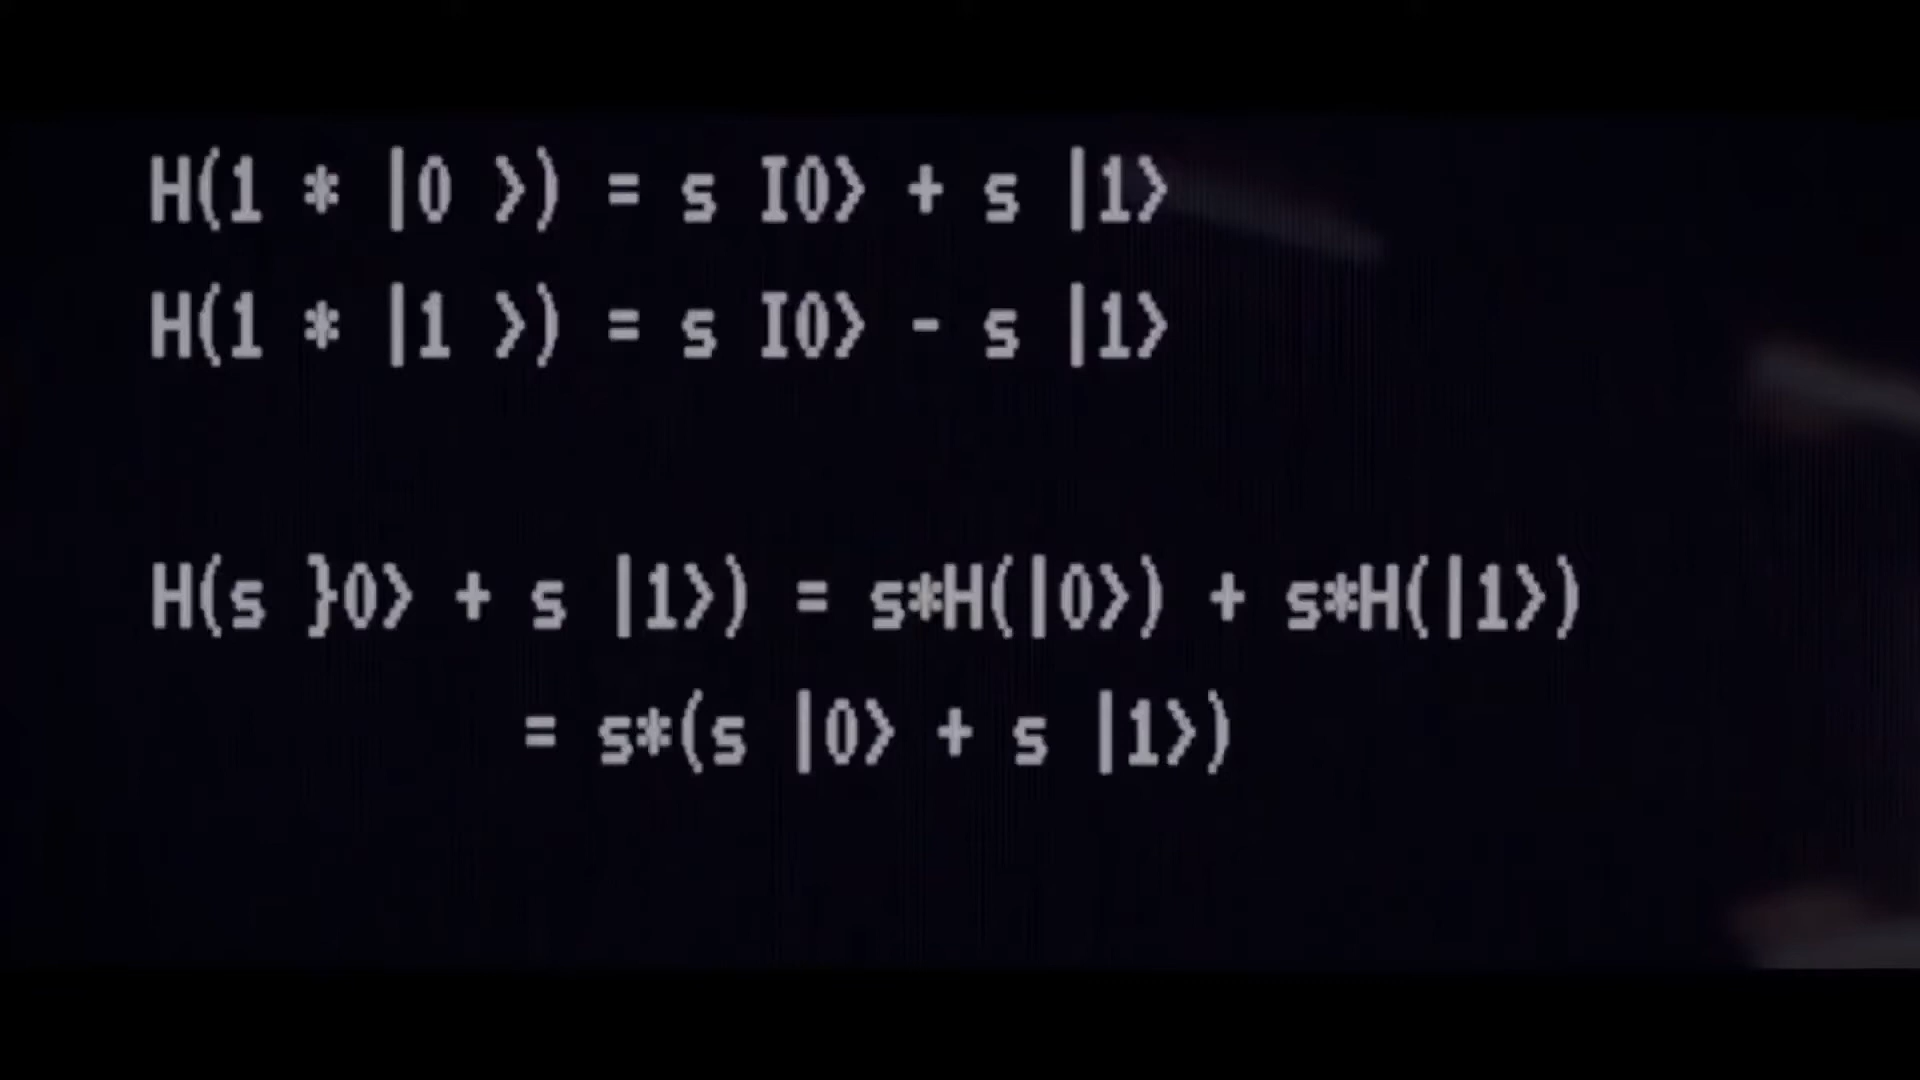 H(1 * |0 >) = s I0> + s |1>
H(1 * |1 >) = s I0> - s |1>
H(s }0> + s |1>) = s*H(|0>) + s*H(|1>)
= s*(s |0> + s |1>)